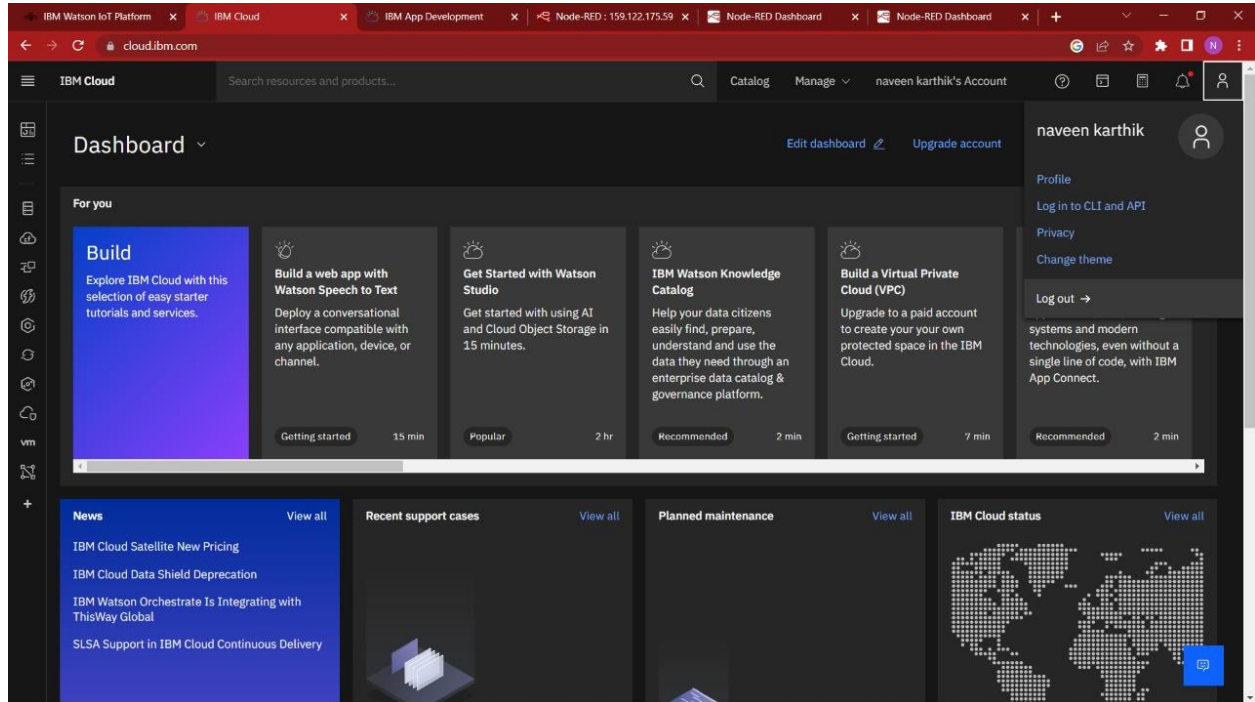 IBM Watson IoT Platform
IBM Cloud
IBM App Development
Node-RED : 159.122.175.59
Node-RED Dashboard
Node-RED Dashboard
cloud.ibm.com
N
IBM Cloud
Search resources and products...
Catalog
Manage
naveen karthik's Account
Dashboard
Edit dashboard
Upgrade account
naveen karthik
Profile
Log in to CLI and API
Privacy
Change theme
Log out →
For you
Build
Explore IBM Cloud with this
selection of easy starter
tutorials and services.
Build a web app with
Watson Speech to Text
Deploy a conversational
interface compatible with
any application, device, or
channel.
Getting started
15 min
Get Started with Watson
Studio
Get started with using AI
and Cloud Object Storage in
15 minutes.
Popular
2 hr
IBM Watson Knowledge
Catalog
Help your data citizens
easily find, prepare,
understand and use the
data they need through an
enterprise data catalog &
governance platform.
Recommended
2 min
Build a Virtual Private
Cloud (VPC)
Upgrade to a paid account
to create your your own
protected space in the IBM
Cloud.
Getting started
7 min
systems and modern
technologies, even without a
single line of code, with IBM
App Connect.
Recommended
2 min
vm
News
View all
IBM Cloud Satellite New Pricing
IBM Cloud Data Shield Deprecation
IBM Watson Orchestrate Is Integrating with
ThisWay Global
SLSA Support in IBM Cloud Continuous Delivery
Recent support cases
View all
Planned maintenance
View all
IBM Cloud status
View all